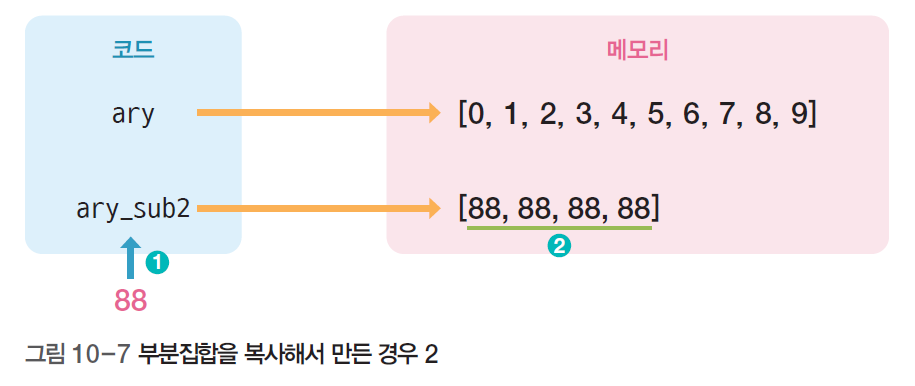 코드
메모리
ary
[0, 1, 2, 3, 4, 5, 6, 7, 8, 9]
ary_sub2
[88, 88, 88, 88]
❶
❷
88
그림 10-7 부분집합을 복사해서 만든 경우 2